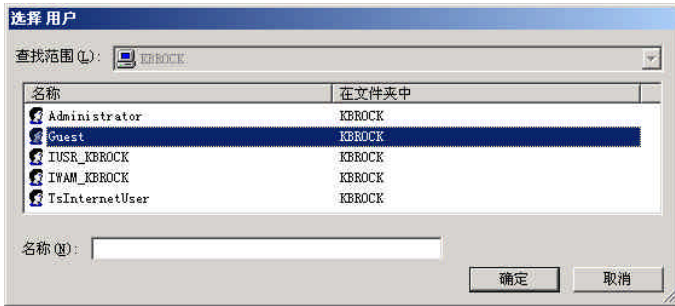 选择 用户
查找范围(L): KBROCK
名称 在文件夹中
Administrator KBROCK
Guest KBROCK
IUSR_KBROCK KBROCK
IWAM_KBROCK KBROCK
TsInternetUser KBROCK
名称(N):
确定 取消